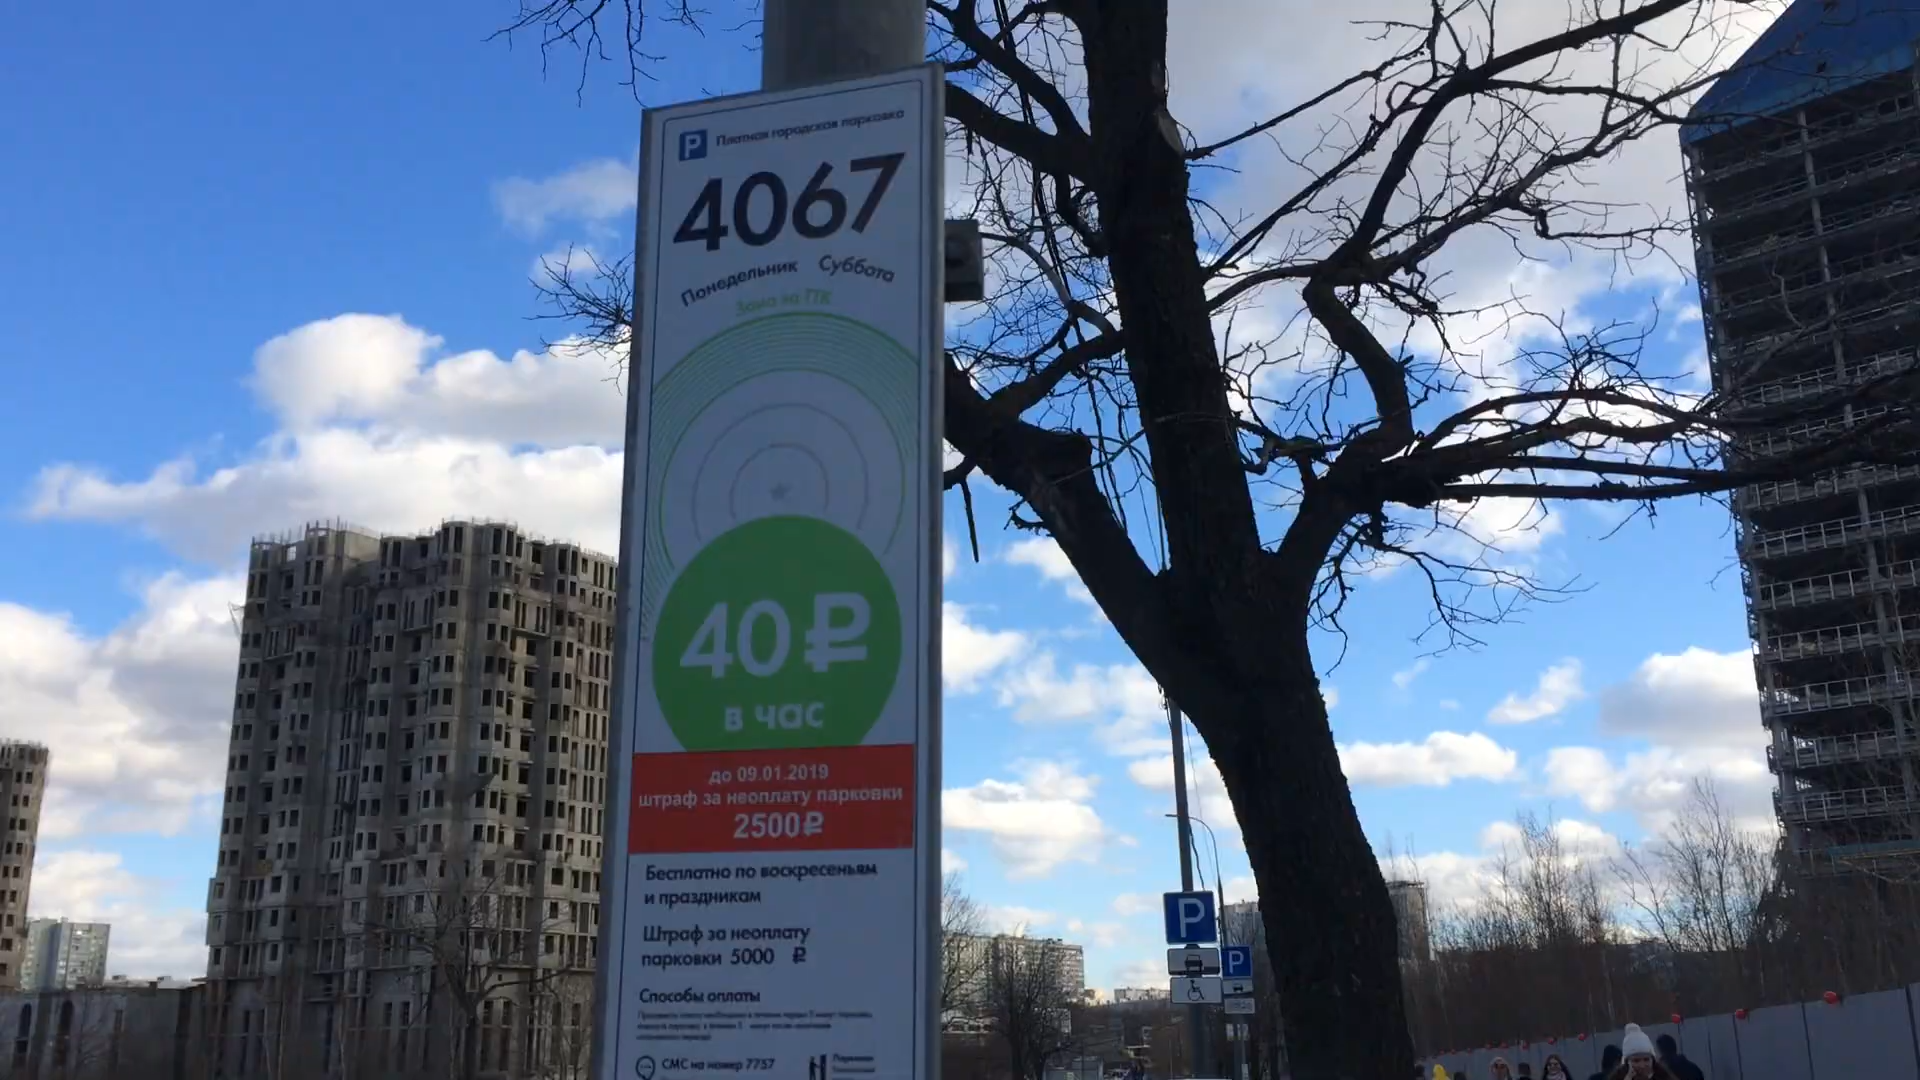 P Платная городская парковка
4067
Понедельник Суббота
Зона за ТТК
40 ₽
в час
до 09.01.2019
штраф за неоплату парковки
2500₽
Бесплатно по воскресеньям
и праздникам
Штраф за неоплату
парковки 5000 ₽
Способы оплаты
СМС на номер 7757
P
P